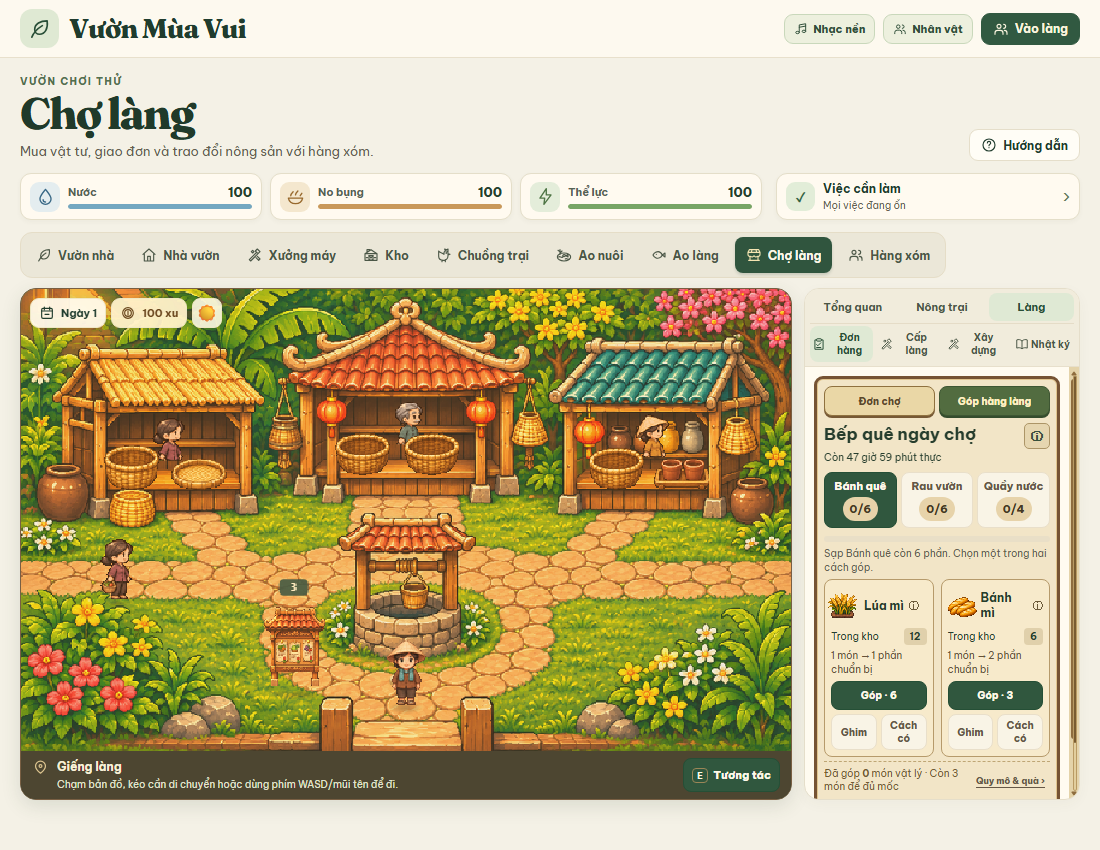 Vườn Mùa Vui
Nhạc nền
Nhân vật
Vào làng
VƯỜN CHƠI THỬ
Chợ làng
Mua vật tư, giao đơn và trao đổi nông sản với hàng xóm.
Hướng dẫn
Nước 100
No bụng 100
Thể lực 100
Việc cần làm
Mọi việc đang ổn
Vườn nhà
Nhà vườn
Xưởng máy
Kho
Chuồng trại
Ao nuôi
Ao làng
Chợ làng
Hàng xóm
Ngày 1
100 xu
3
Giếng làng
Chạm bản đồ, kéo cần di chuyển hoặc dùng phím WASD/mũi tên để đi.
E Tương tác
Tổng quan
Nông trại
Làng
Đơn hàng
Cấp làng
Xây dựng
Nhật ký
Đơn chợ
Góp hàng làng
Bếp quê ngày chợ
Còn 47 giờ 59 phút thực
Bánh quê
0/6
Rau vườn
0/6
Quầy nước
0/4
Sạp Bánh quê còn 6 phần. Chọn một trong hai
cách góp.
Lúa mì
Trong kho 12
1 món → 1 phần
chuẩn bị
Góp · 6
Ghim
Cách có
Bánh mì
Trong kho 6
1 món → 2 phần
chuẩn bị
Góp · 3
Ghim
Cách có
Đã góp 0 món vật lý · Còn 3
món để đủ mốc
Quy mô & quà ›